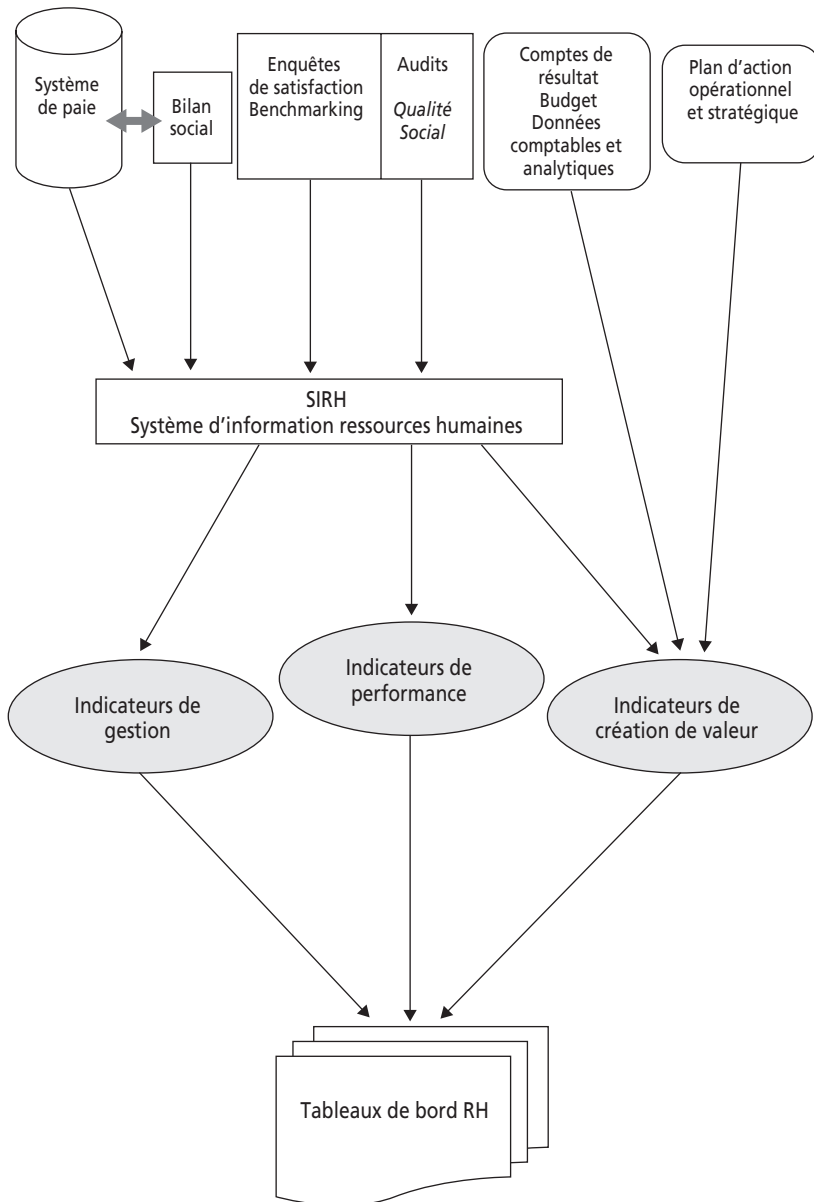 Système
de paie
Bilan
social
Enquêtes
de satisfaction
Benchmarking
Audits
Qualité
Social
Comptes de
résultat
Budget
Données
comptables et
analytiques
Plan d'action
opérationnel
et stratégique
SIRH
Système d'information ressources humaines
Indicateurs de
gestion
Indicateurs de
performance
Indicateurs de
création de valeur
Tableaux de bord RH